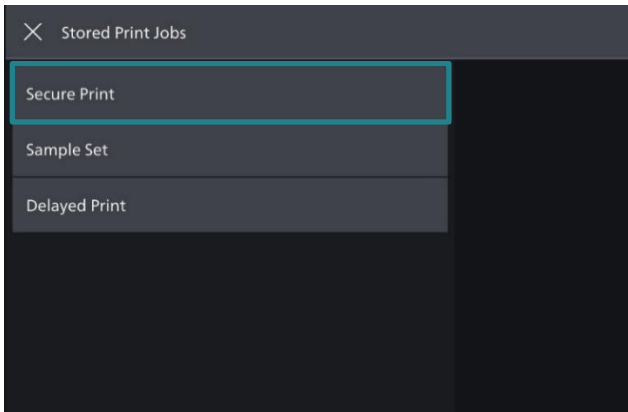 Stored Print Jobs
Secure Print
Sample Set
Delayed Print